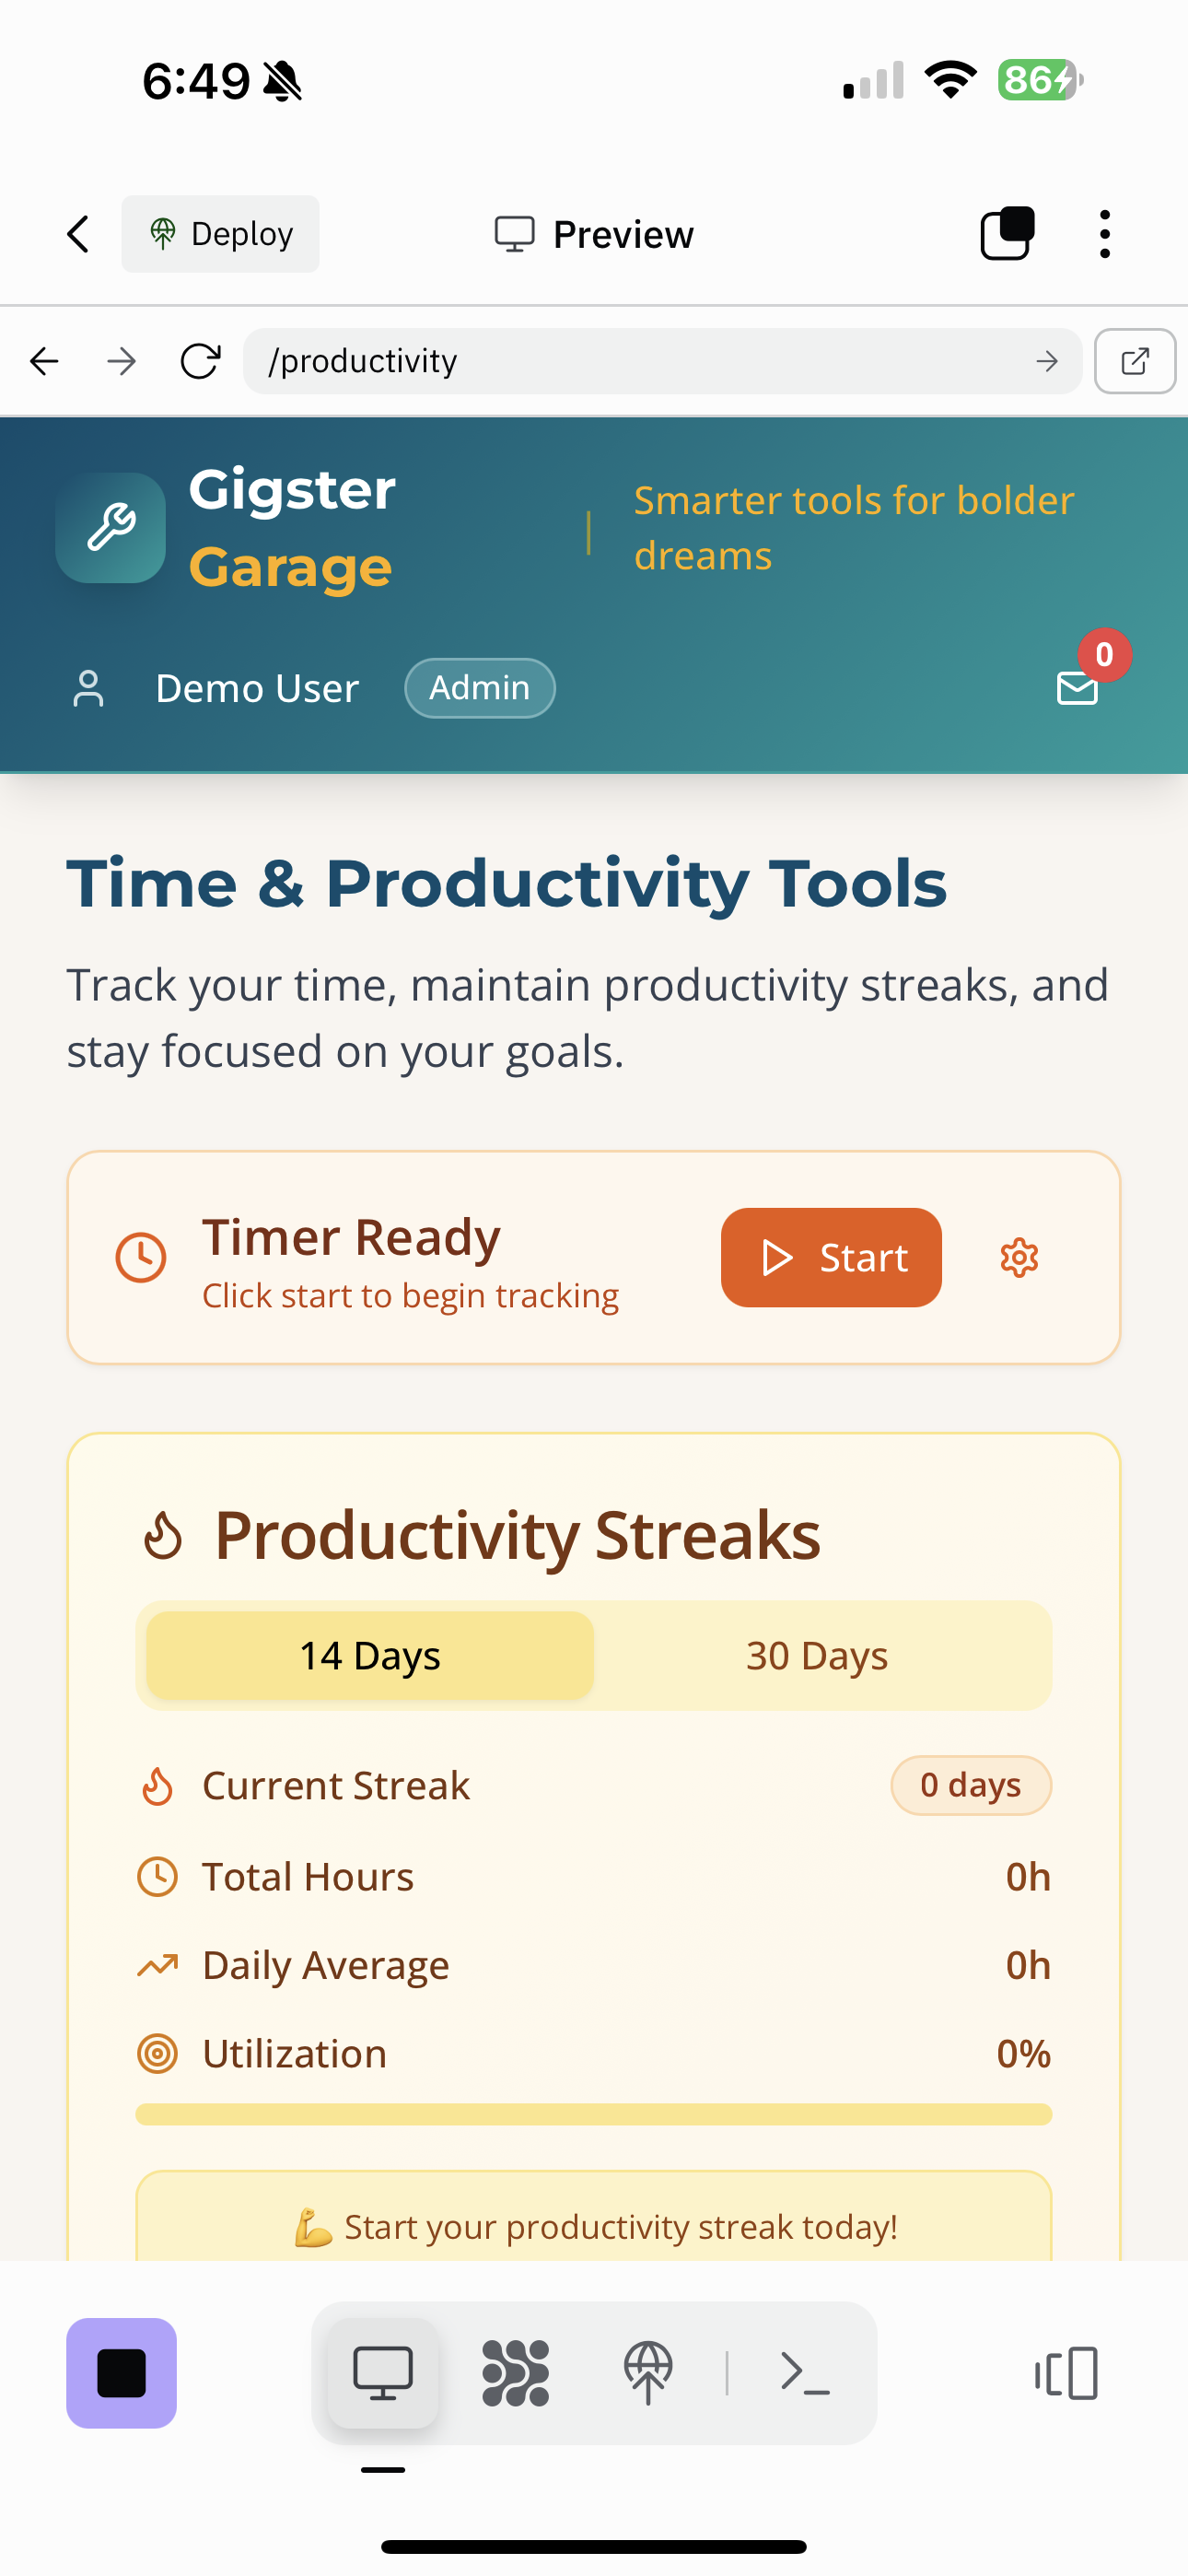 6:49
86
Deploy
Preview
/productivity
Gigster
Garage
Smarter tools for bolder
dreams
Demo User
Admin
0
Time & Productivity Tools
Track your time, maintain productivity streaks, and
stay focused on your goals.
Timer Ready
Click start to begin tracking
Start
Productivity Streaks
14 Days
30 Days
Current Streak
0 days
Total Hours
0h
Daily Average
0h
Utilization
0%
💪 Start your productivity streak today!